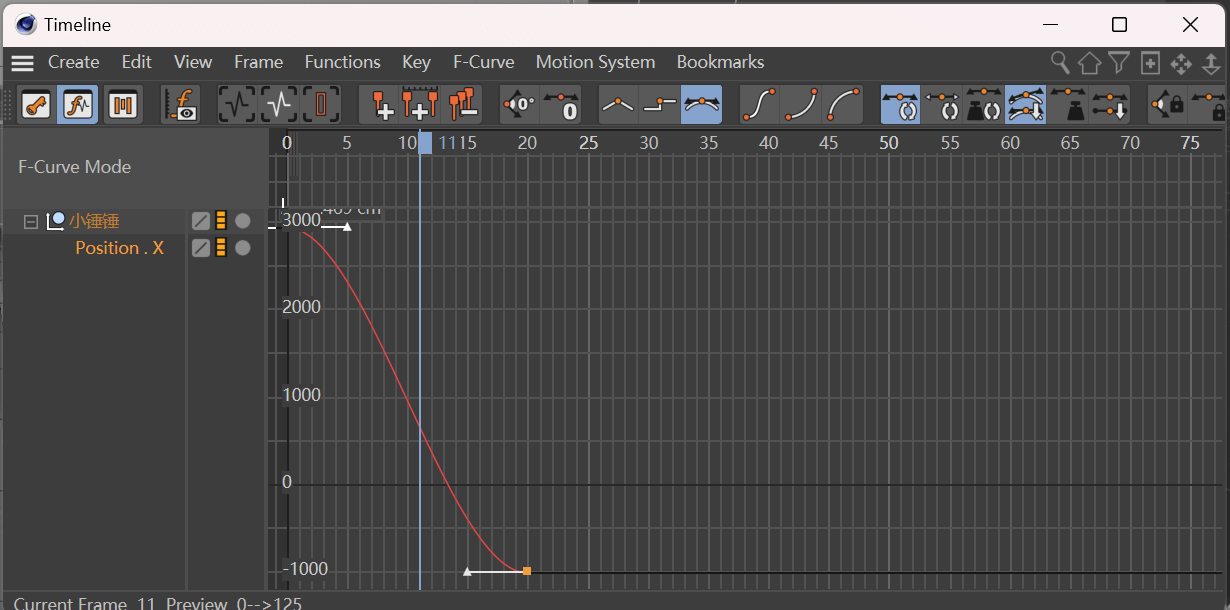 Timeline
Create Edit View Frame Functions Key F-Curve Motion System Bookmarks
0° 0
F-Curve Mode
0 5 10 11 15 20 25 30 35 40 45 50 55 60 65 70 75
小锤锤
Position . X
cm
3000
2000
1000
0
-1000
Current Frame 11 Preview 0-->125